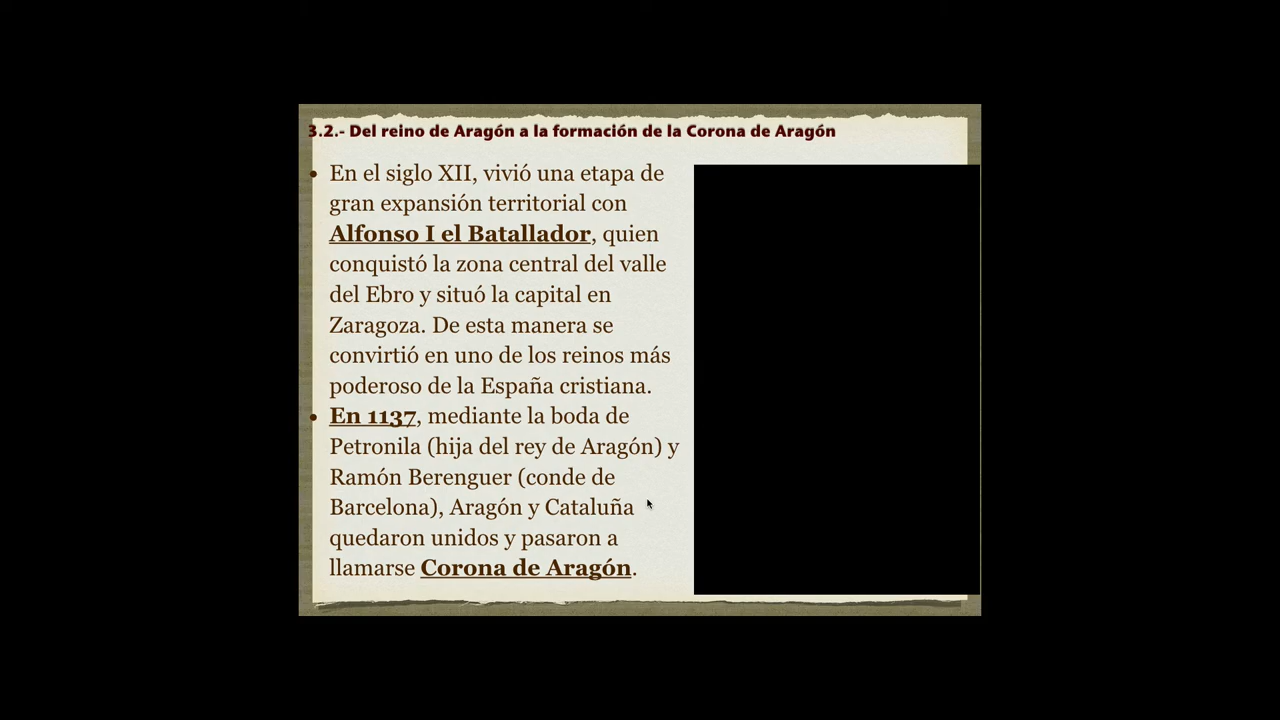 3.2.- Del reino de Aragón a la formación de la Corona de Aragón
• En el siglo XII, vivió una etapa de
gran expansión territorial con
Alfonso I el Batallador, quien
conquistó la zona central del valle
del Ebro y situó la capital en
Zaragoza. De esta manera se
convirtió en uno de los reinos más
poderoso de la España cristiana.
• En 1137, mediante la boda de
Petronila (hija del rey de Aragón) y
Ramón Berenguer (conde de
Barcelona), Aragón y Cataluña
quedaron unidos y pasaron a
llamarse Corona de Aragón.